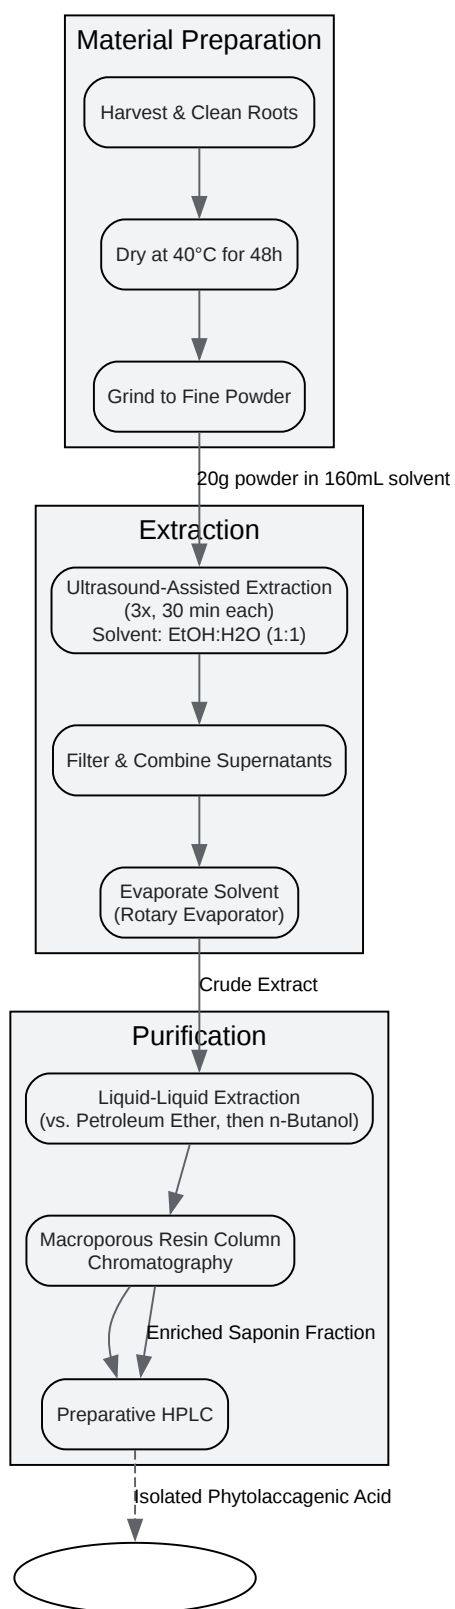 Material Preparation
Harvest & Clean Roots
Dry at 40°C for 48h
Grind to Fine Powder
20g powder in 160mL solvent
Extraction
Ultrasound-Assisted Extraction
(3x, 30 min each)
Solvent: EtOH:H2O (1:1)
Filter & Combine Supernatants
Evaporate Solvent
(Rotary Evaporator)
Crude Extract
Purification
Liquid-Liquid Extraction
(vs. Petroleum Ether, then n-Butanol)
Macroporous Resin Column
Chromatography
Enriched Saponin Fraction
Preparative HPLC
Isolated Phytolaccagenic Acid